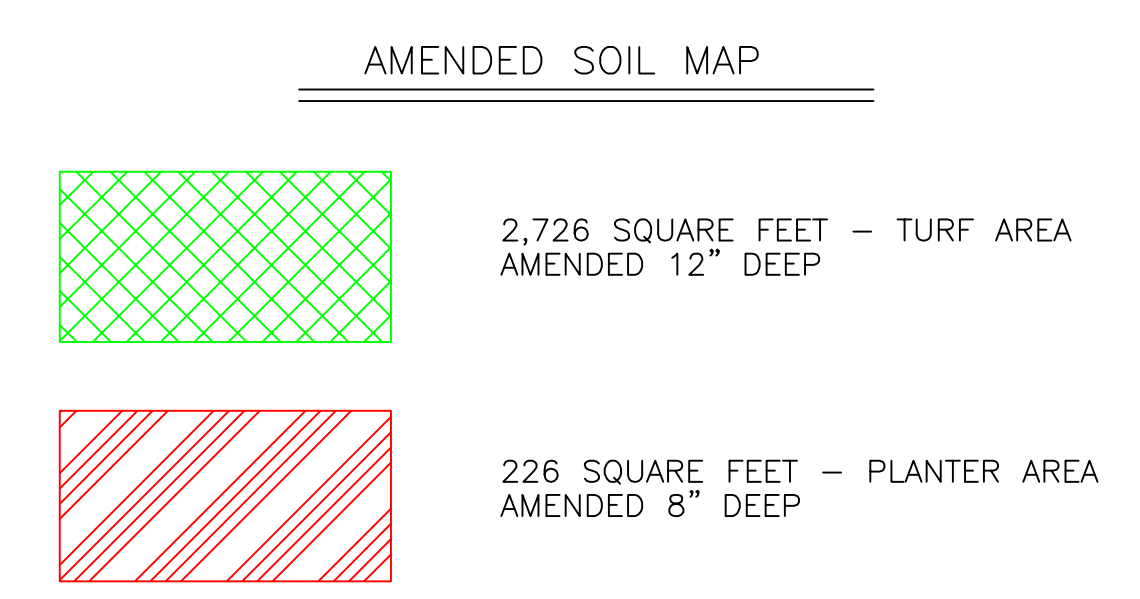 AMENDED SOIL MAP
2,726 SQUARE FEET – TURF AREA
AMENDED 12” DEEP
226 SQUARE FEET – PLANTER AREA
AMENDED 8” DEEP